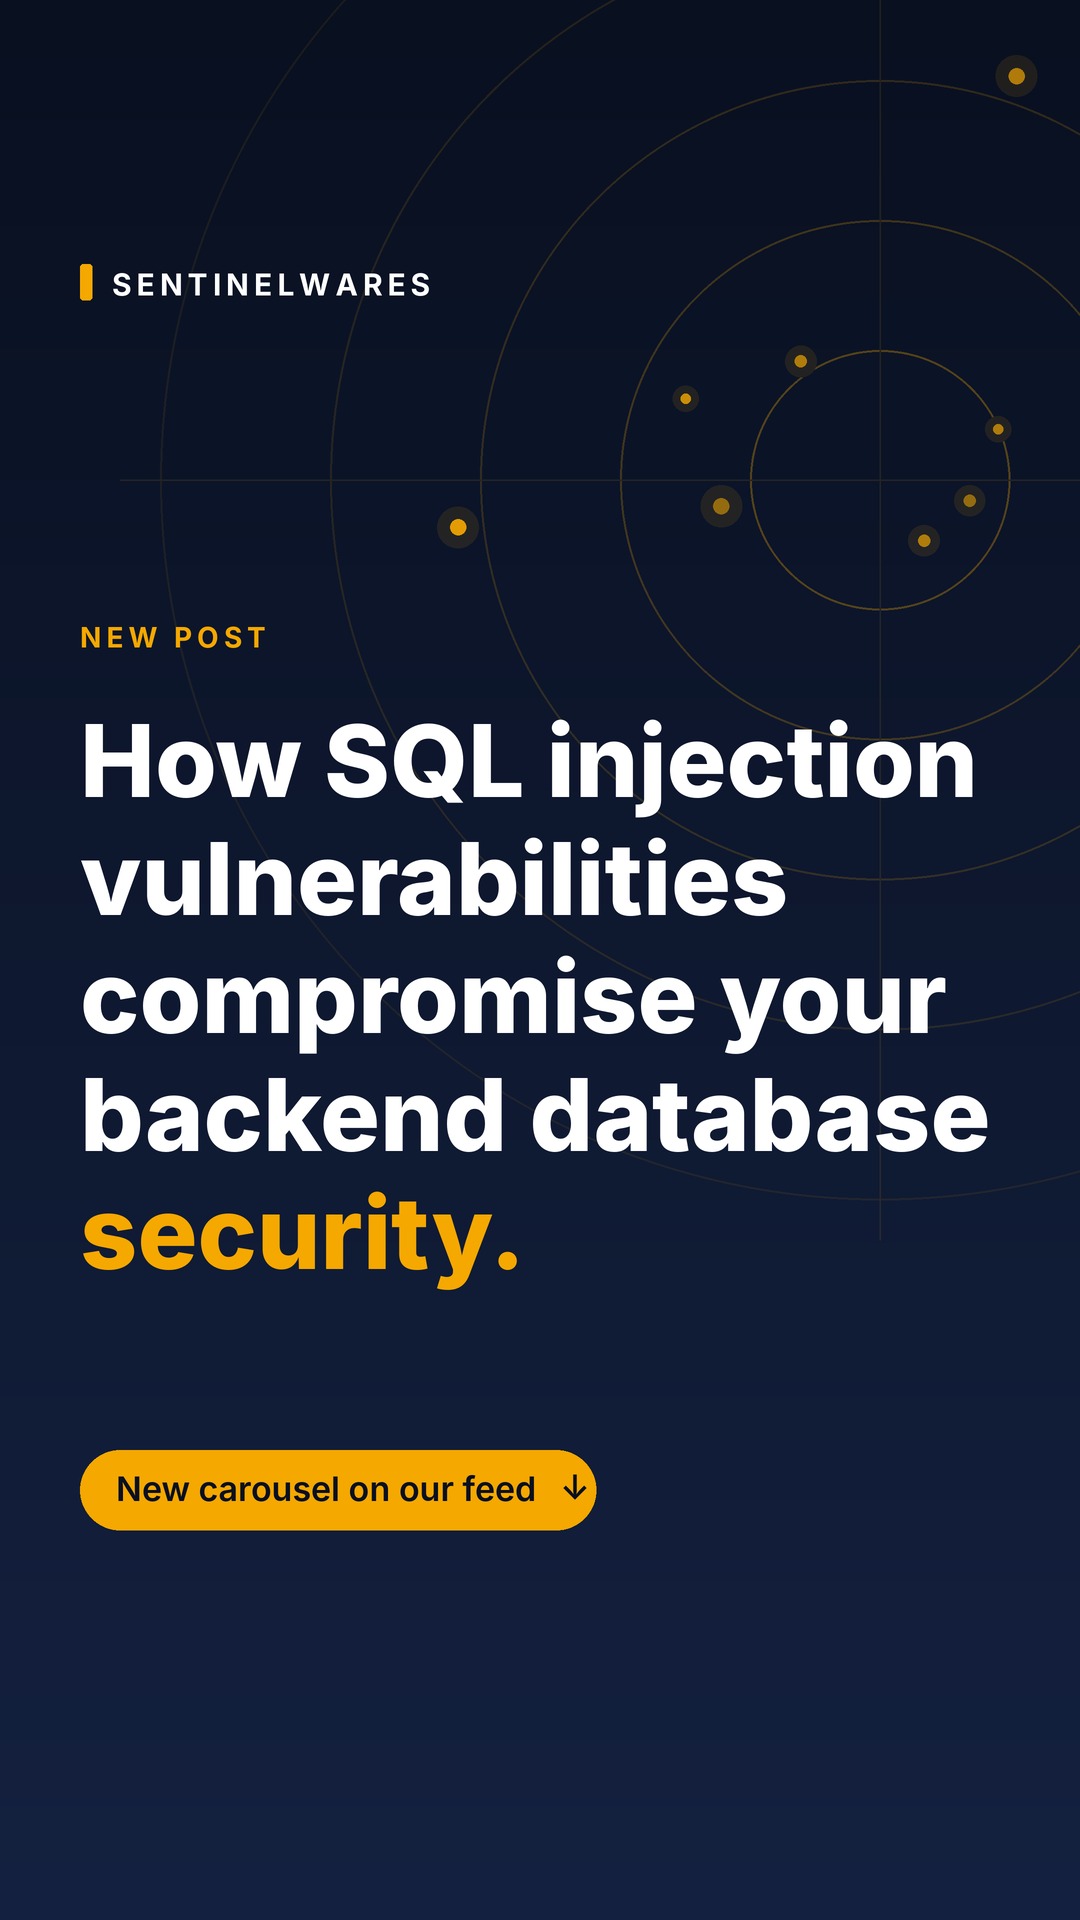 SENTINELWARES
NEW POST
How SQL injection
vulnerabilities
compromise your
backend database
security.
New carousel on our feed ↓